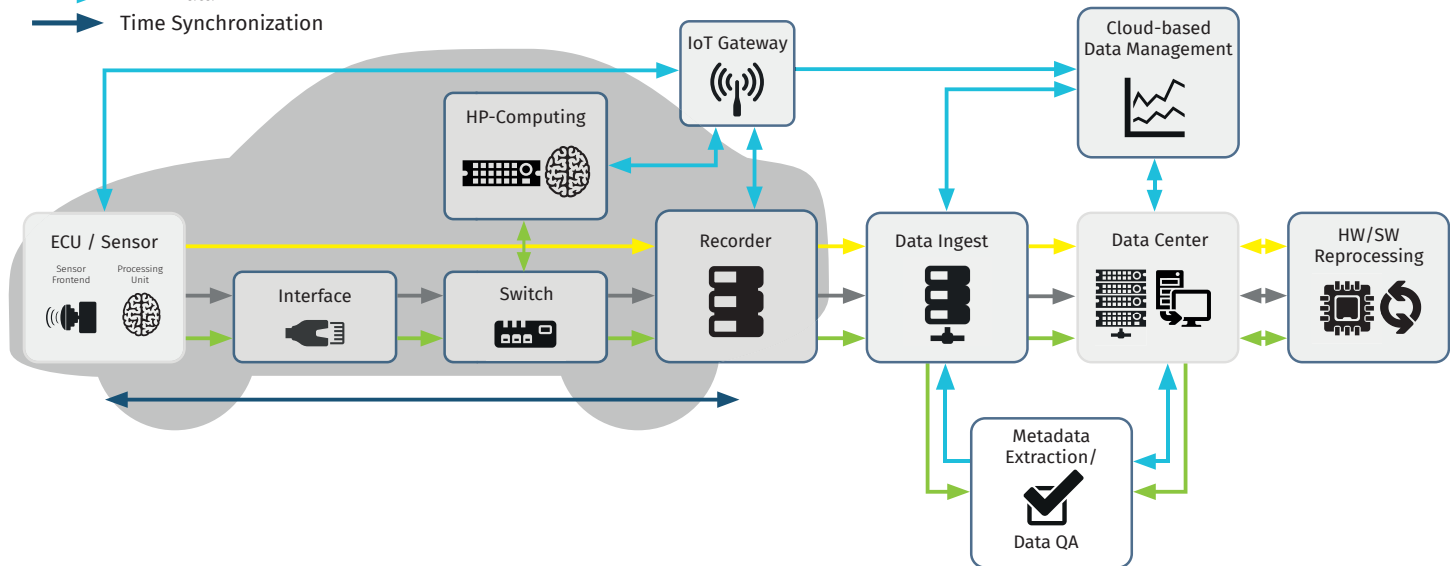 Time Synchronization
IoT Gateway
Cloud-based
Data Management
HP-Computing
ECU / Sensor
Sensor
Frontend
Processing
Unit
Interface
Switch
Recorder
Data Ingest
Data Center
HW/SW
Reprocessing
Metadata
Extraction/
Data QA